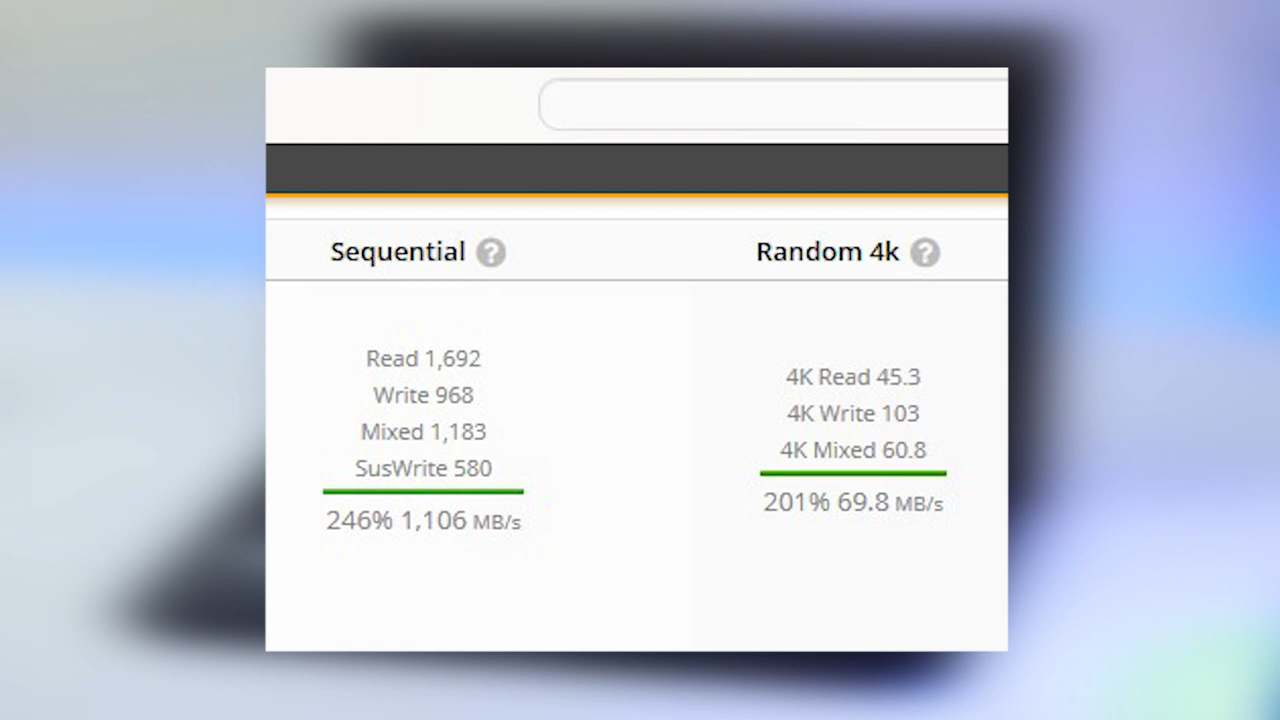 Sequential ?
Random 4k ?
Read 1,692
Write 968
Mixed 1,183
SusWrite 580
246% 1,106 MB/s
4K Read 45.3
4K Write 103
4K Mixed 60.8
201% 69.8 MB/s